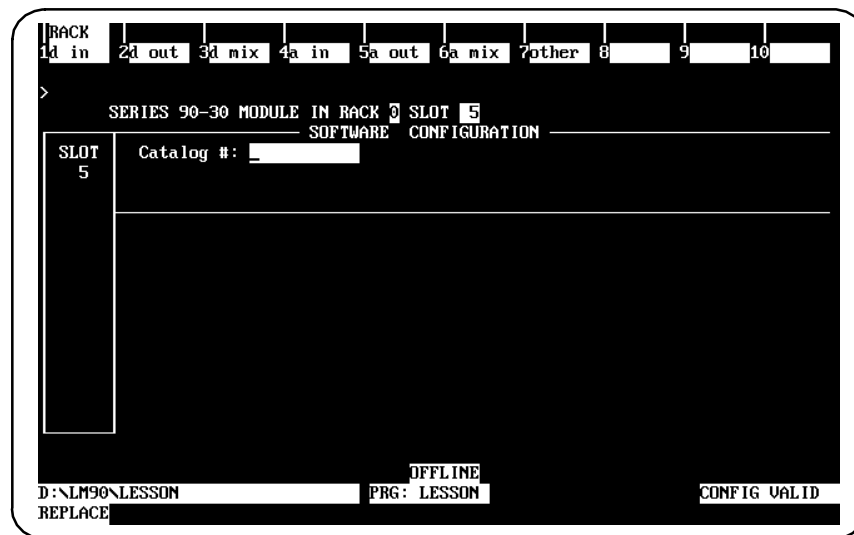 RACK
1d in 2d out 3d mix 4a in 5a out 6a mix 7other 8 9 10
>
SERIES 90-30 MODULE IN RACK 0 SLOT 5
SOFTWARE CONFIGURATION
SLOT Catalog #: _
5
OFFLINE
D:\LM90\LESSON PRG: LESSON CONFIG VALID
REPLACE